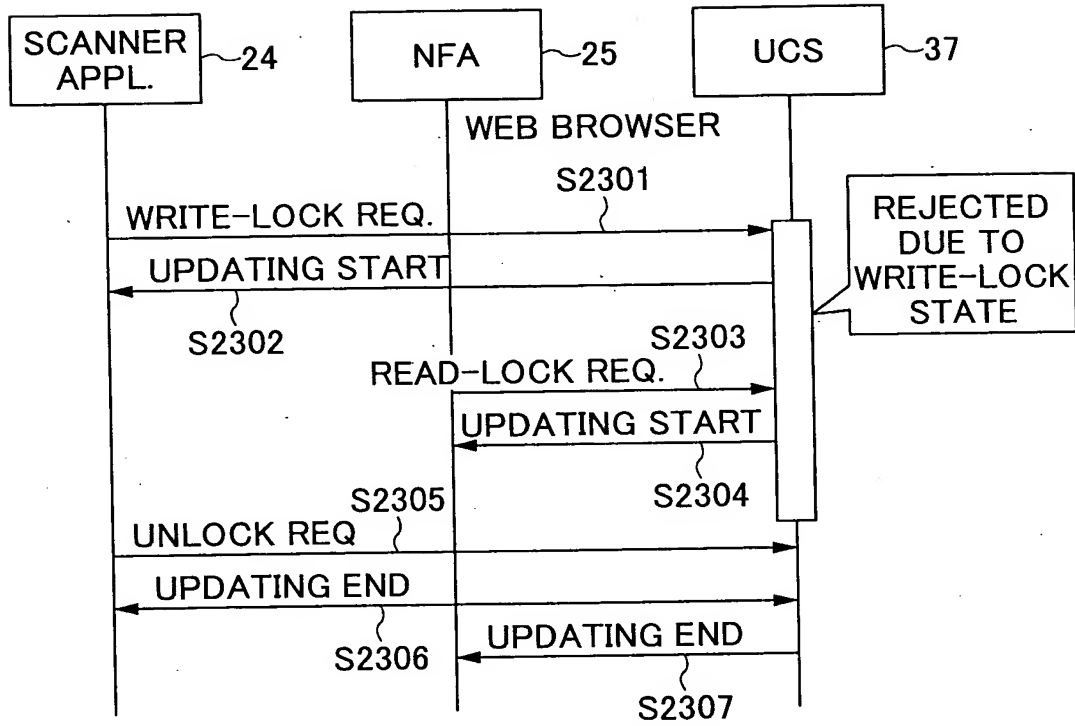 SCANNER
APPL.
24
NFA
25
UCS
37
WEB BROWSER
S2301
WRITE-LOCK REQ.
REJECTED
DUE TO
WRITE-LOCK
STATE
UPDATING START
S2302
S2303
READ-LOCK REQ.
UPDATING START
S2304
S2305
UNLOCK REQ
UPDATING END
S2306
UPDATING END
S2307